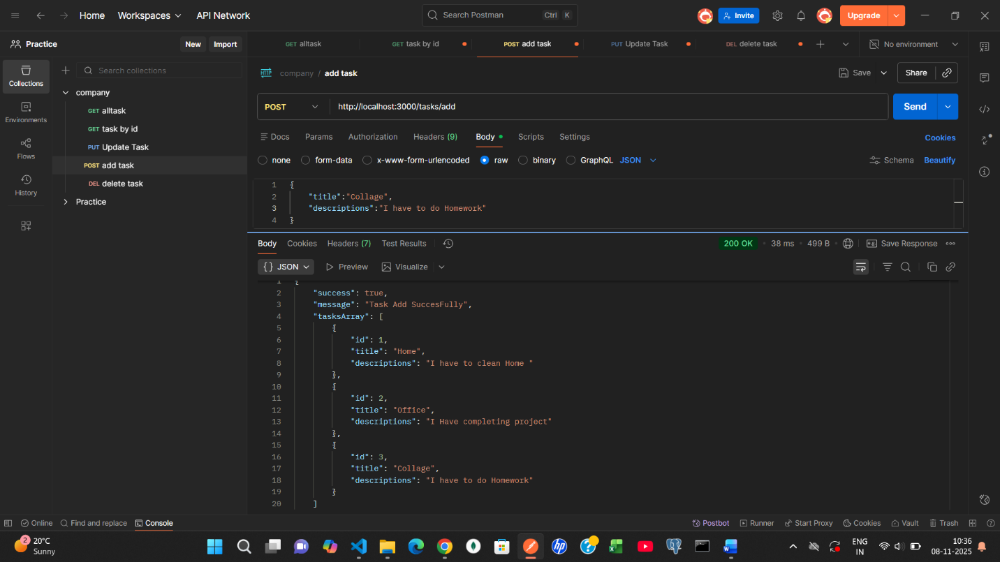 Home
Workspaces
API Network
Search Postman
Ctrl
K
Invite
Upgrade
Practice
New
Import
GET alltask
GET task by id
POST add task
PUT Update Task
DEL delete task
No environment
Collections
Search collections
company
GET alltask
GET task by id
PUT Update Task
POST add task
DEL delete task
Practice
Environments
Flows
History
HTTP
company / add task
Save
Share
POST
http://localhost:3000/tasks/add
Send
Docs
Params
Authorization
Headers (9)
Body
Scripts
Settings
Cookies
none
form-data
x-www-form-urlencoded
raw
binary
GraphQL
JSON
Schema
Beautify
1 {
2 "title":"Collage",
3 "descriptions":"I have to do Homework"
4 }
Body
Cookies
Headers (7)
Test Results
200 OK
38 ms
499 B
Save Response
{} JSON
Preview
Visualize
1 {
2 "success": true,
3 "message": "Task Add SuccesFully",
4 "tasksArray": [
5 {
6 "id": 1,
7 "title": "Home",
8 "descriptions": "I have to clean Home "
9 },
10 {
11 "id": 2,
12 "title": "Office",
13 "descriptions": "I Have completing project"
14 },
15 {
16 "id": 3,
17 "title": "Collage",
18 "descriptions": "I have to do Homework"
19 }
20 ]
Online
Find and replace
Console
Postbot
Runner
Start Proxy
Cookies
Vault
Trash
2
20°C
Sunny
ENG
IN
10:36
08-11-2025